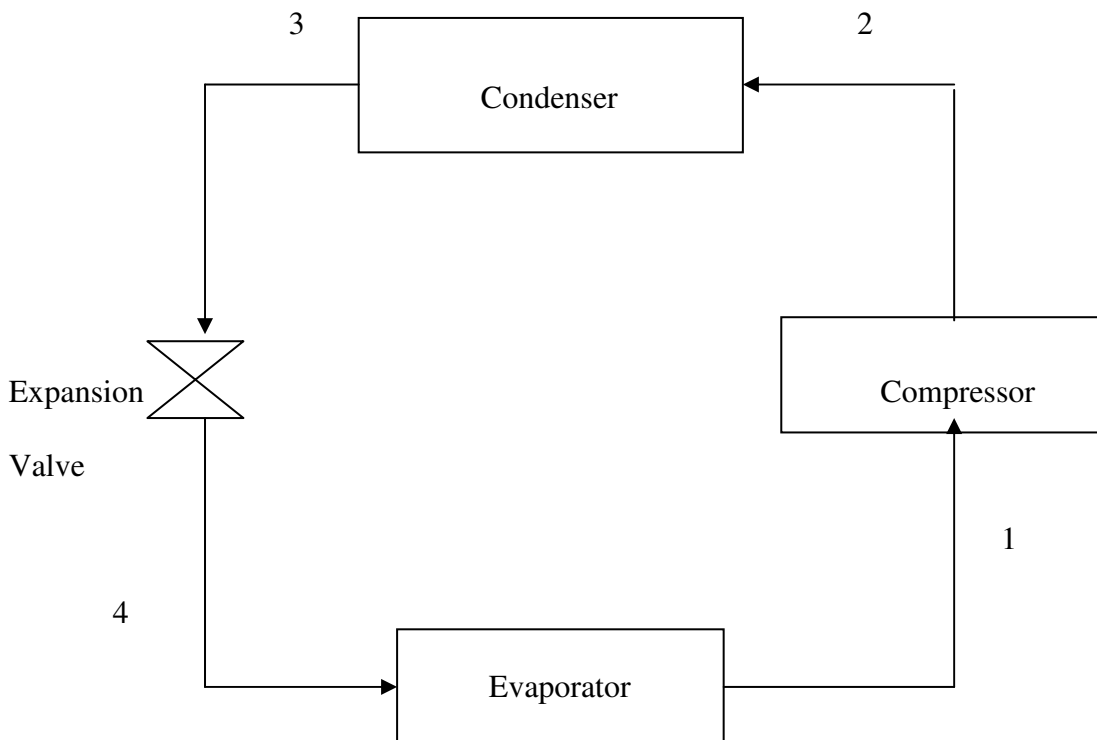 3
2
Condenser
Expansion
Valve
Compressor
1
4
Evaporator